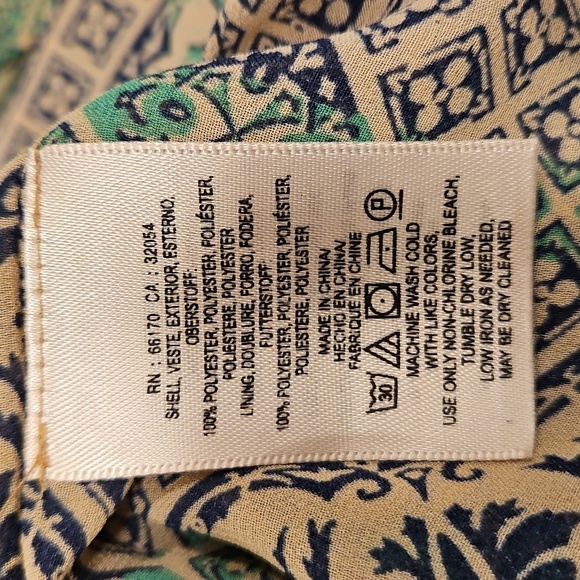 RN : 66170 CA : 32054
SHELL, VESTE, EXTERIOR, ESTERNO,
OBERSTOFF:
100% POLYESTER, POLYESTER, POLIÉSTER,
POLIESTERE, POLYESTER
LINING, DOUBLURE, FORRO, FODERA,
FUTTERSTOFF:
100% POLYESTER, POLYESTER, POLIÉSTER,
POLIESTERE, POLYESTER
MADE IN CHINA/
HECHO EN CHINA/
FABRIQUE EN CHINE
30 P
MACHINE WASH COLD
WITH LIKE COLORS,
USE ONLY NON-CHLORINE BLEACH,
TUMBLE DRY LOW,
LOW IRON AS NEEDED,
MAY BE DRY CLEANED